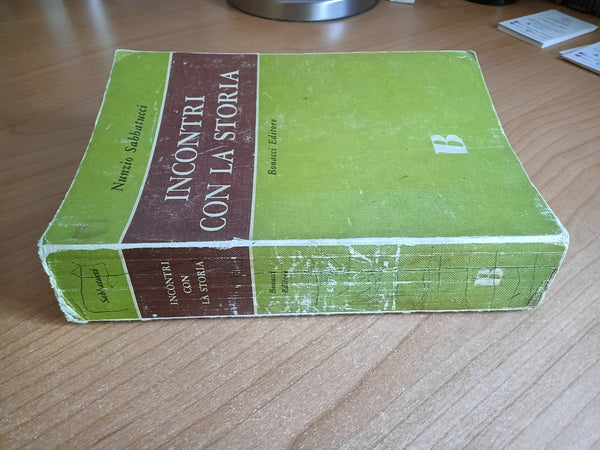 Nunzio Sabbatucci
INCONTRI
CON LA STORIA
Bonacci Editore
B
Sabbatucci
INCONTRI
CON
LA STORIA
Bonacci
Editore
B